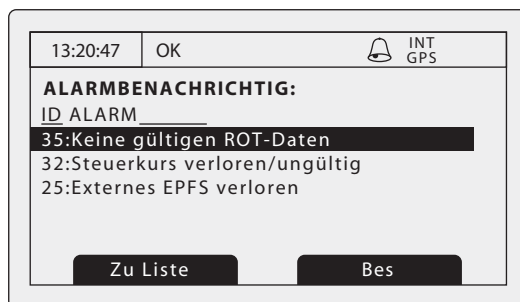 13:20:47 OK INT
GPS
ALARMBENACHRICHTIG:
ID ALARM______
35:Keine gültigen ROT-Daten
32:Steuerkurs verloren/ungültig
25:Externes EPFS verloren
Zu Liste Bes